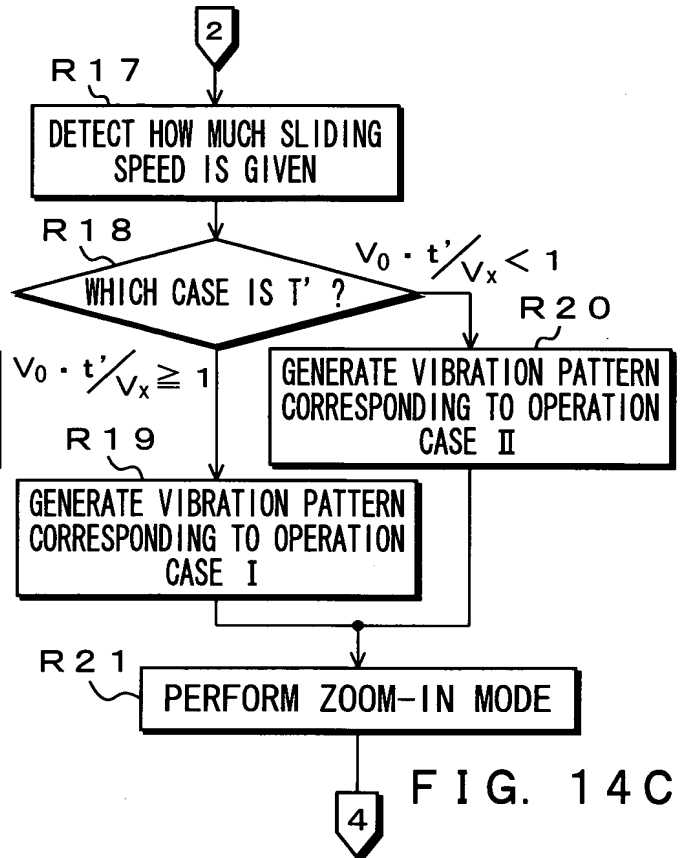 2
R17
DETECT HOW MUCH SLIDING
SPEED IS GIVEN
R18
WHICH CASE IS T' ?
V₀ · t'/Vₓ < 1
R20
V₀ · t'/Vₓ ≧ 1
GENERATE VIBRATION PATTERN
CORRESPONDING TO OPERATION
CASE Ⅱ
R19
GENERATE VIBRATION PATTERN
CORRESPONDING TO OPERATION
CASE Ⅰ
R21
PERFORM ZOOM-IN MODE
FIG. 14C
4